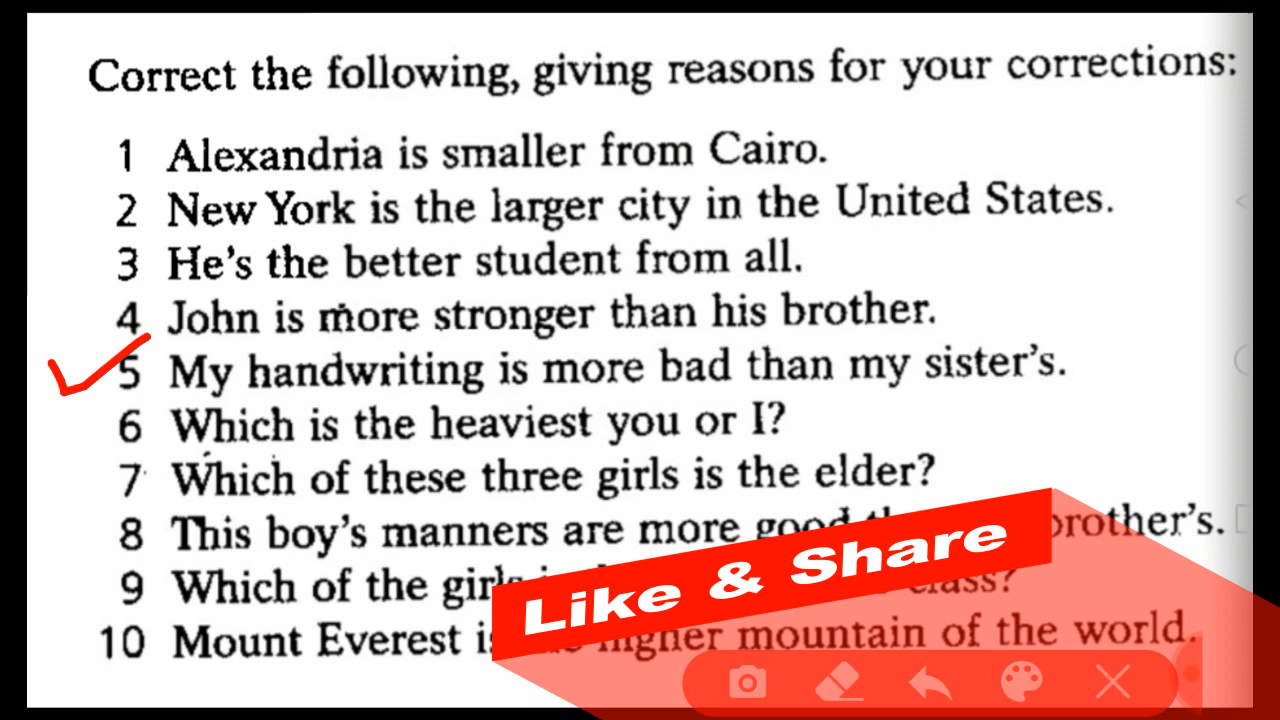 Correct the following, giving reasons for your corrections:
1 Alexandria is smaller from Cairo.
2 New York is the larger city in the United States.
3 He's the better student from all.
4 John is more stronger than his brother.
5 My handwriting is more bad than my sister's.
6 Which is the heaviest you or I?
7 Which of these three girls is the elder?
8 This boy's manners are more good brother's.
9 Which of the girls class?
10 Mount Everest is higher mountain of the world.
Like & Share